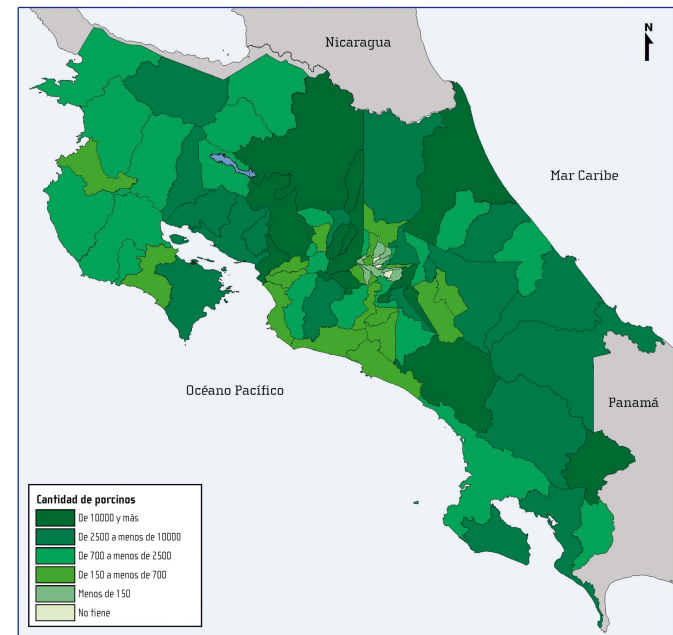 Nicaragua
N
Mar Caribe
Océano Pacífico
Panamá
Cantidad de porcinos
De 10000 y más
De 2500 a menos de 10000
De 700 a menos de 2500
De 150 a menos de 700
Menos de 150
No tiene